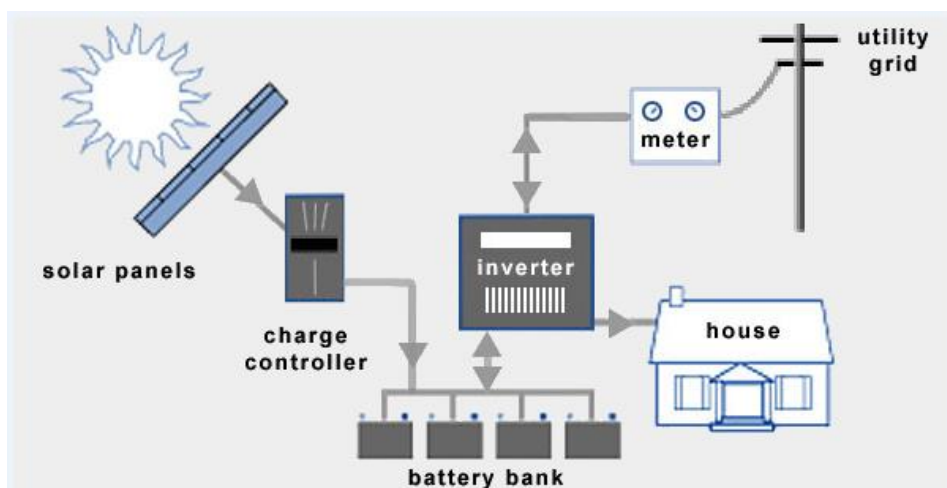 utility
grid
meter
inverter
solar panels
house
charge
controller
battery bank